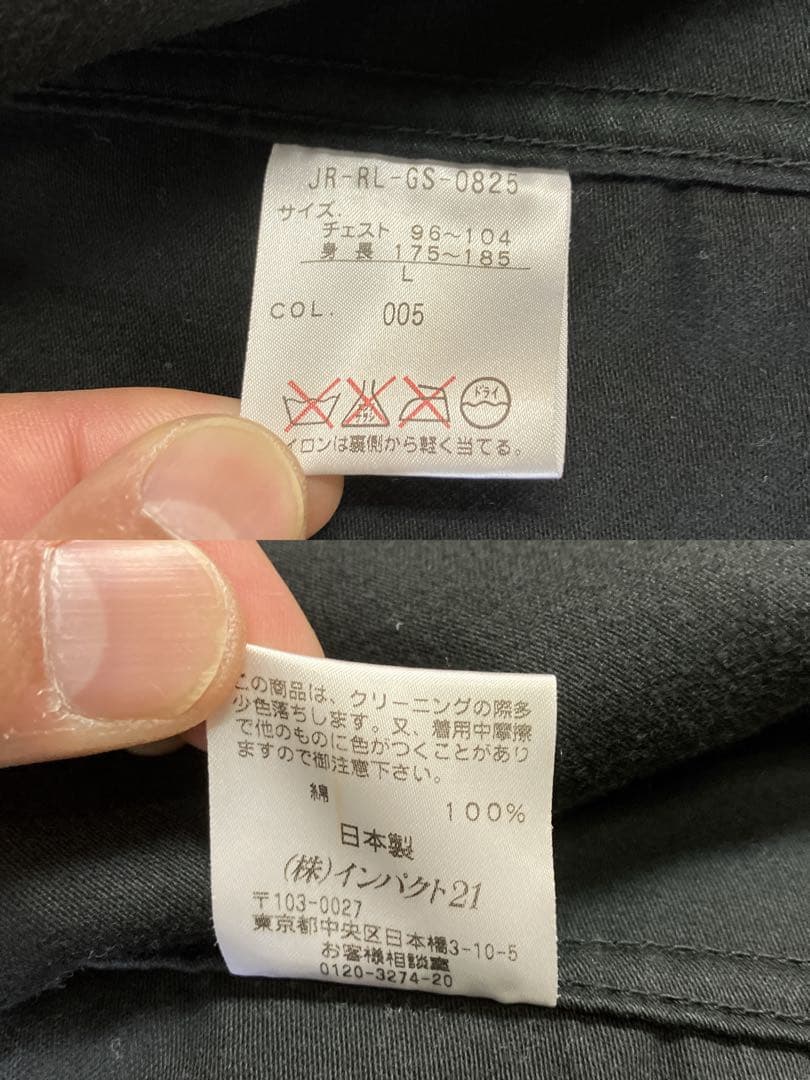 JR-RL-GS-0825
サイズ.
チェスト 96～104
身長 175～185
L
COL. 005
ドライ
イロンは裏側から軽く当てる。
この商品は、クリーニングの際多
少色落ちします。又、着用中摩擦
で他のものに色がつくことがあり
ますので御注意下さい。
綿 100%
日本製
(株)インパクト21
〒103-0027
東京都中央区日本橋3-10-5
お客様相談室
0120-3274-20